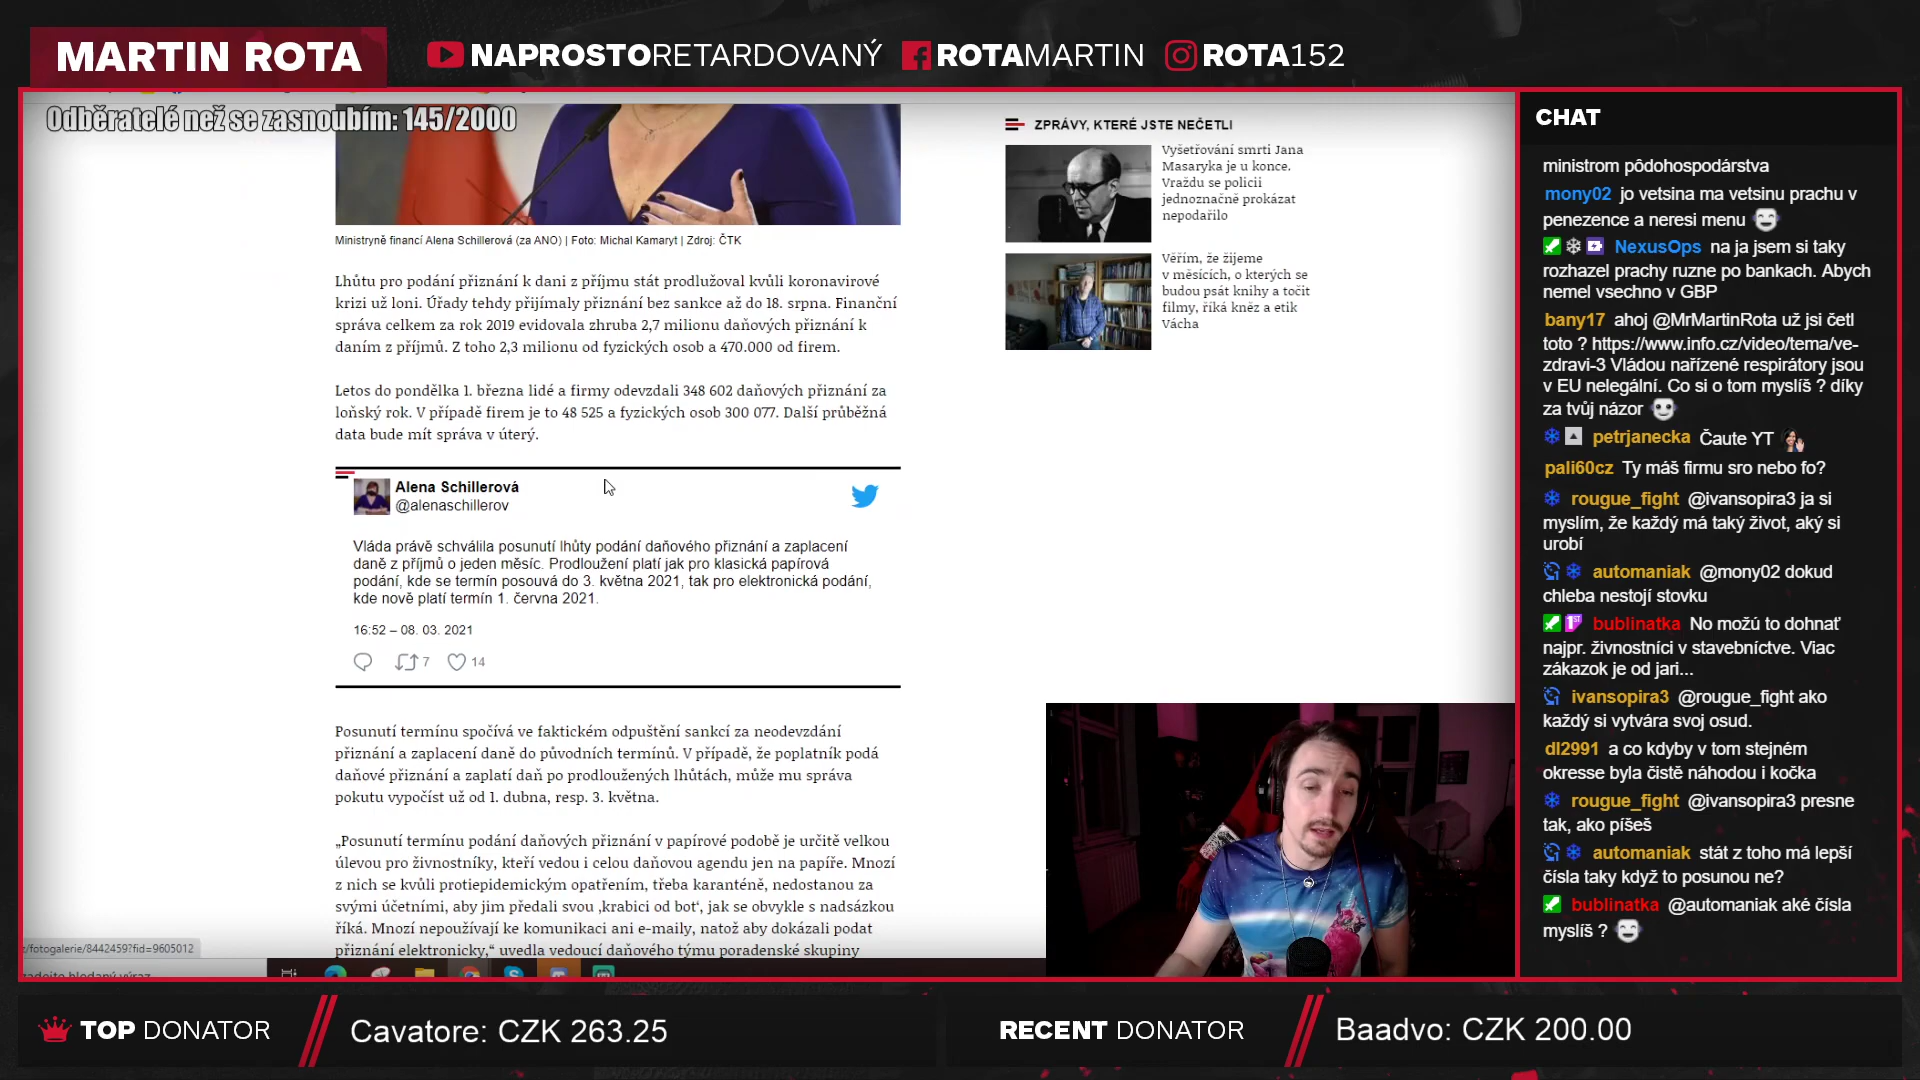 MARTIN ROTA
NAPROSTORETARDOVANÝ
ROTAMARTIN
ROTA152
Odběratelé než se zasnoubím: 145/2000
Ministryně financí Alena Schillerová (za ANO) | Foto: Michal Kamaryt | Zdroj: ČTK
Lhůtu pro podání přiznání k dani z příjmu stát prodlužoval kvůli koronavirové
krizi už loni. Úřady tehdy přijímaly přiznání bez sankce až do 18. srpna. Finanční
správa celkem za rok 2019 evidovala zhruba 2,7 milionu daňových přiznání k
daním z příjmů. Z toho 2,3 milionu od fyzických osob a 470.000 od firem.
Letos do pondělka 1. března lidé a firmy odevzdali 348 602 daňových přiznání za
loňský rok. V případě firem je to 48 525 a fyzických osob 300 077. Další průběžná
data bude mít správa v úterý.
Alena Schillerová
@alenaschillerov
Vláda právě schválila posunutí lhůty podání daňového přiznání a zaplacení
daně z příjmů o jeden měsíc. Prodloužení platí jak pro klasická papírová
podání, kde se termín posouvá do 3. května 2021, tak pro elektronická podání,
kde nově platí termín 1. června 2021.
16:52 – 08. 03. 2021
7
14
Posunutí termínu spočívá ve faktickém odpuštění sankcí za neodevzdání
přiznání a zaplacení daně do původních termínů. V případě, že poplatník podá
daňové přiznání a zaplatí daň po prodloužených lhůtách, může mu správa
pokutu vypočíst už od 1. dubna, resp. 3. května.
„Posunutí termínu podání daňových přiznání v papírové podobě je určitě velkou
úlevou pro živnostníky, kteří vedou i celou daňovou agendu jen na papíře. Mnozí
z nich se kvůli protiepidemickým opatřením, třeba karanténě, nedostanou za
svými účetními, aby jim předali svou ‚krabici od bot‘, jak se obvykle s nadsázkou
říká. Mnozí nepoužívají ke komunikaci ani e-maily, natož aby dokázali podat
přiznání elektronicky,“ uvedla vedoucí daňového týmu poradenské skupiny
z/fotogalerie/8442459?fid=9605012
zadejte hledaný výraz
ZPRÁVY, KTERÉ JSTE NEČETLI
Vyšetřování smrti Jana
Masaryka je u konce.
Vraždu se policii
jednoznačně prokázat
nepodařilo
Věřím, že žijeme
v měsících, o kterých se
budou psát knihy a točit
filmy, říká kněz a etik
Vácha
CHAT
ministrom pôdohospodárstva
mony02 jo vetsina ma vetsinu prachu v
penezence a neresi menu
NexusOps na ja jsem si taky
rozhazel prachy ruzne po bankach. Abych
nemel vsechno v GBP
bany17 ahoj @MrMartinRota už jsi četl
toto ? https://www.info.cz/video/tema/ve-
zdravi-3 Vládou nařízené respirátory jsou
v EU nelegální. Co si o tom myslíš ? díky
za tvůj názor
petrjanecka Čaute YT
pali60cz Ty máš firmu sro nebo fo?
rougue_fight @ivansopira3 ja si
myslím, že každý má taký život, aký si
urobí
automaniak @mony02 dokud
chleba nestojí stovku
bublinatka No možú to dohnať
najpr. živnostníci v stavebníctve. Viac
zákazok je od jari...
ivansopira3 @rougue_fight ako
každý si vytvára svoj osud.
dl2991 a co kdyby v tom stejném
okresse byla čistě náhodou i kočka
rougue_fight @ivansopira3 presne
tak, ako píšeš
automaniak stát z toho má lepší
čísla taky když to posunou ne?
bublinatka @automaniak aké čísla
myslíš ?
TOP DONATOR
Cavatore: CZK 263.25
RECENT DONATOR
Baadvo: CZK 200.00